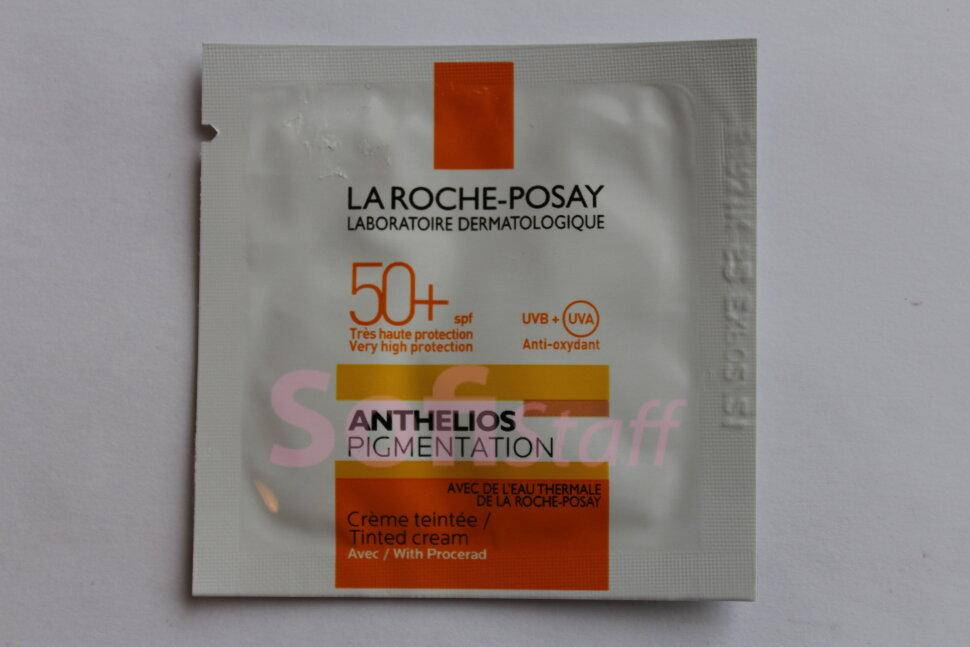 LA ROCHE-POSAY
LABORATOIRE DERMATOLOGIQUE
50+ spf
Très haute protection
Very high protection
UVB + UVA
Anti-oxydant
ANTHELIOS
PIGMENTATION
AVEC DE L'EAU THERMALE
DE LA ROCHE-POSAY
Crème teintée /
Tinted cream
Avec / With Procerad
SofiStaff